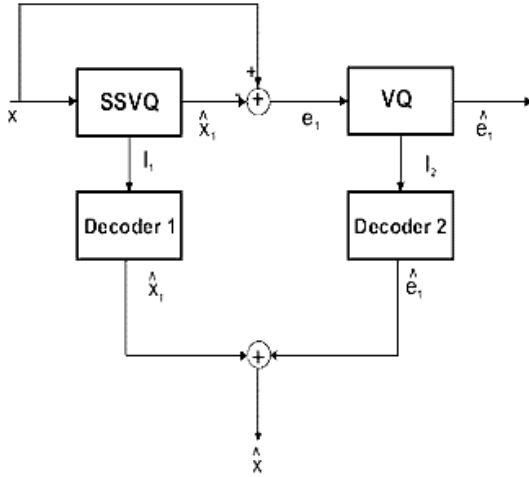 +
SSVQ
-
+
VQ
x
x̂₁
e₁
ê₁
I₁
I₂
Decoder 1
Decoder 2
x̂₁
ê₁
+
x̂